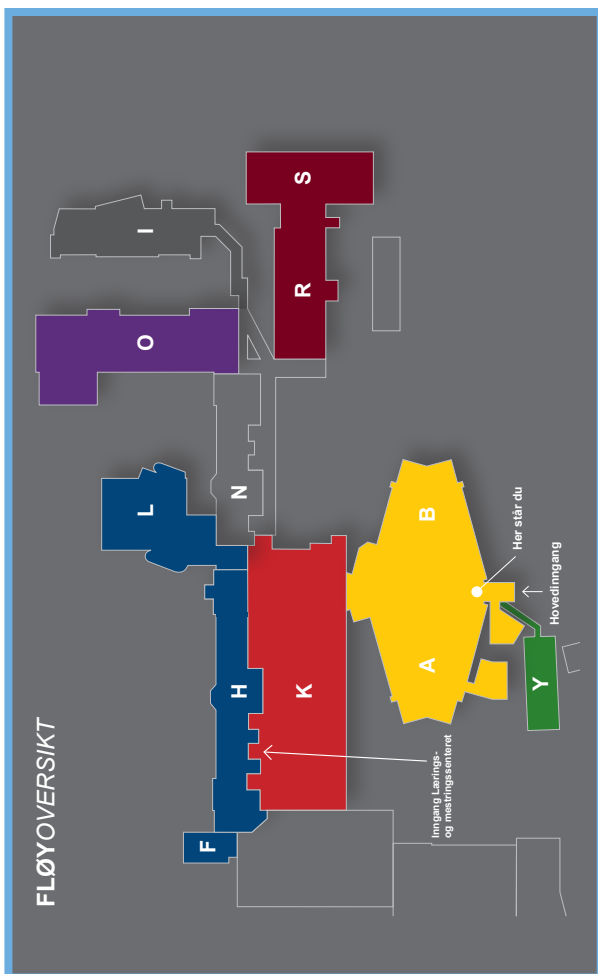 FLØYOVERSIKT
F
H
L
N
O
I
K
R
S
A
B
Y
Inngang Lærings-
og mestringssenteret
Her står du
Hovedinngang